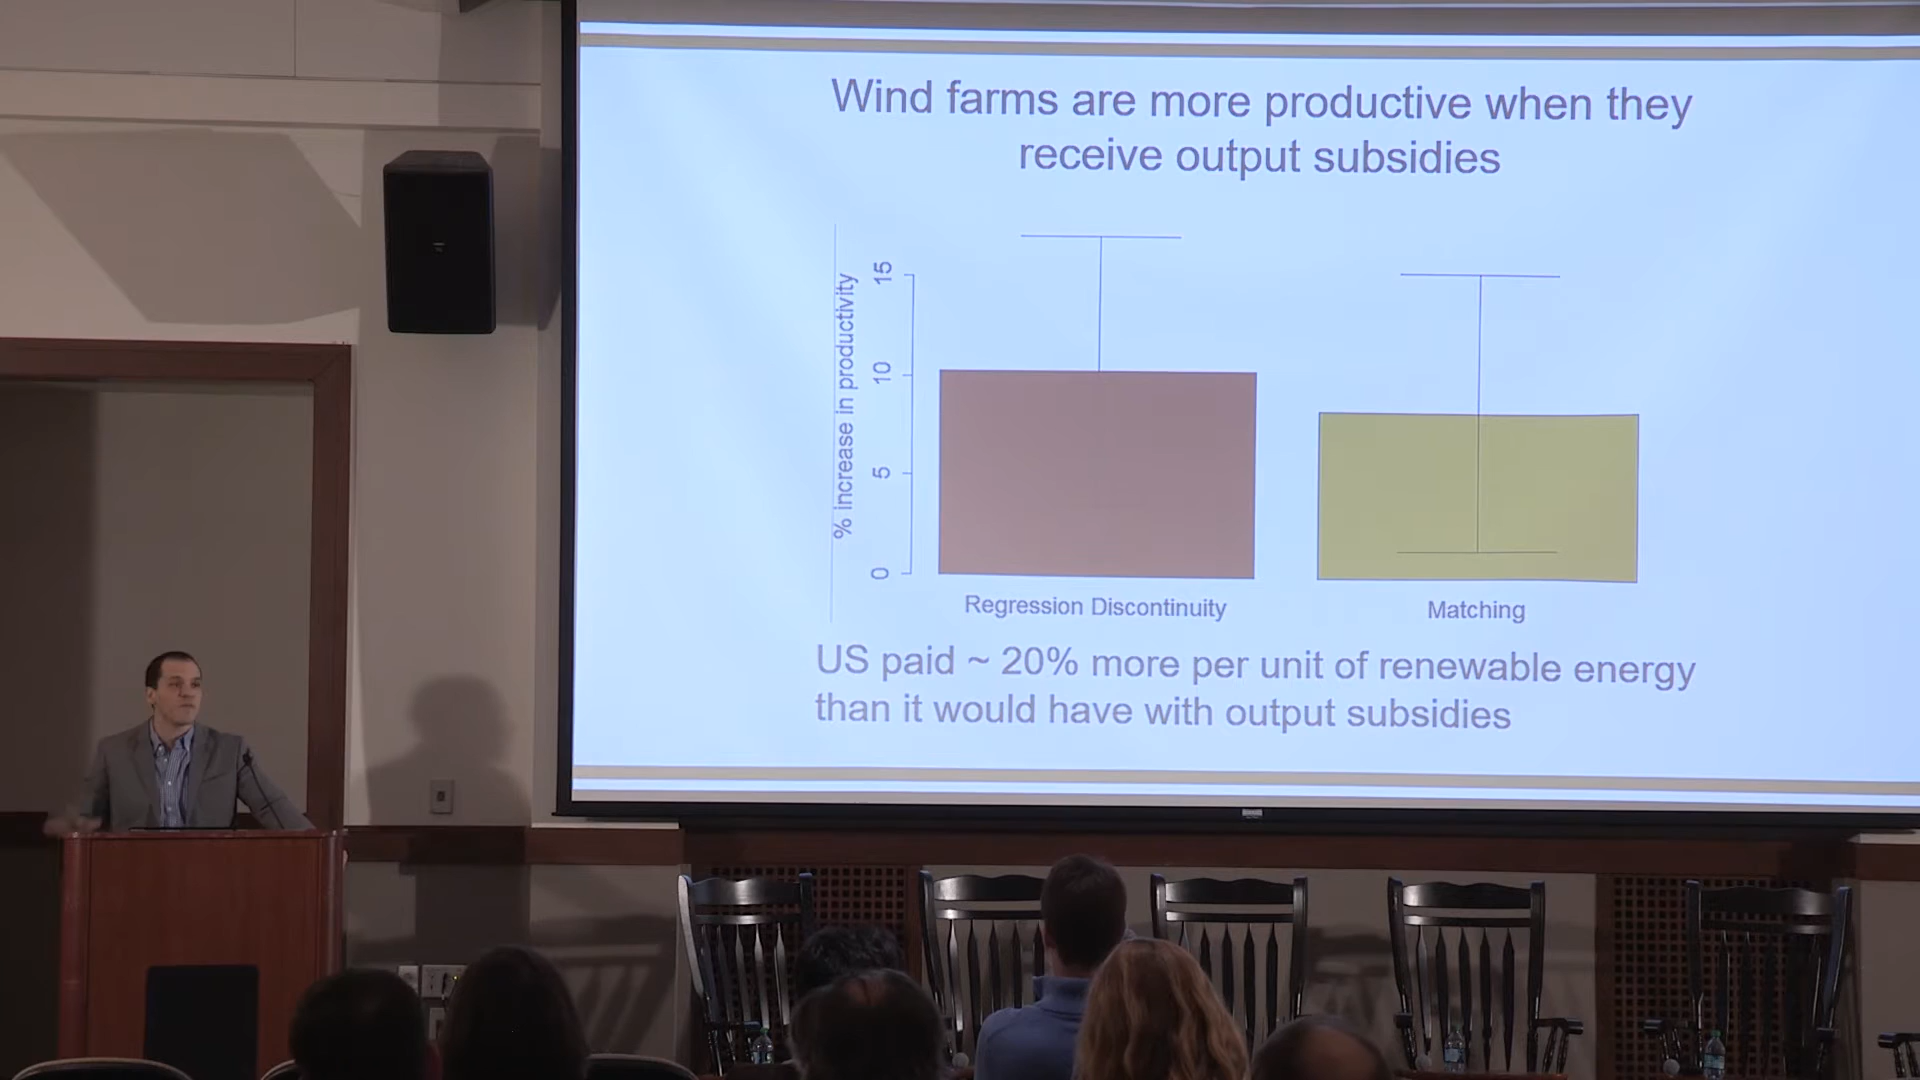 Wind farms are more productive when they
receive output subsidies
% increase in productivity
15
10
5
0
Regression Discontinuity
Matching
US paid ~ 20% more per unit of renewable energy
than it would have with output subsidies